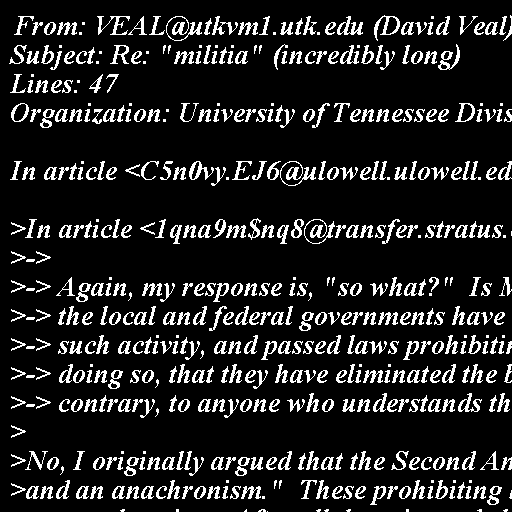 From: VEAL@utkvm1.utk.edu (David Veal)
Subject: Re: "militia" (incredibly long)
Lines: 47
Organization: University of Tennessee Divis
In article <C5n0vy.EJ6@ulowell.ulowell.ed
>In article <1qna9m$nq8@transfer.stratus.
>->
>-> Again, my response is, "so what?"  Is M
>-> the local and federal governments have
>-> such activity, and passed laws prohibitin
>-> doing so, that they have eliminated the b
>-> contrary, to anyone who understands th
>
>No, I originally argued that the Second Am
>and an anachronism."  These prohibiting